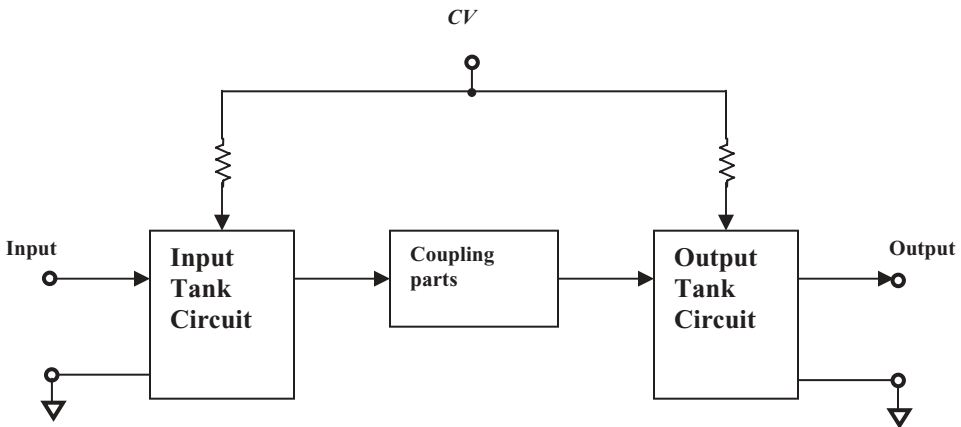 CV
Input
Input
Tank
Circuit
Coupling
parts
Output
Tank
Circuit
Output